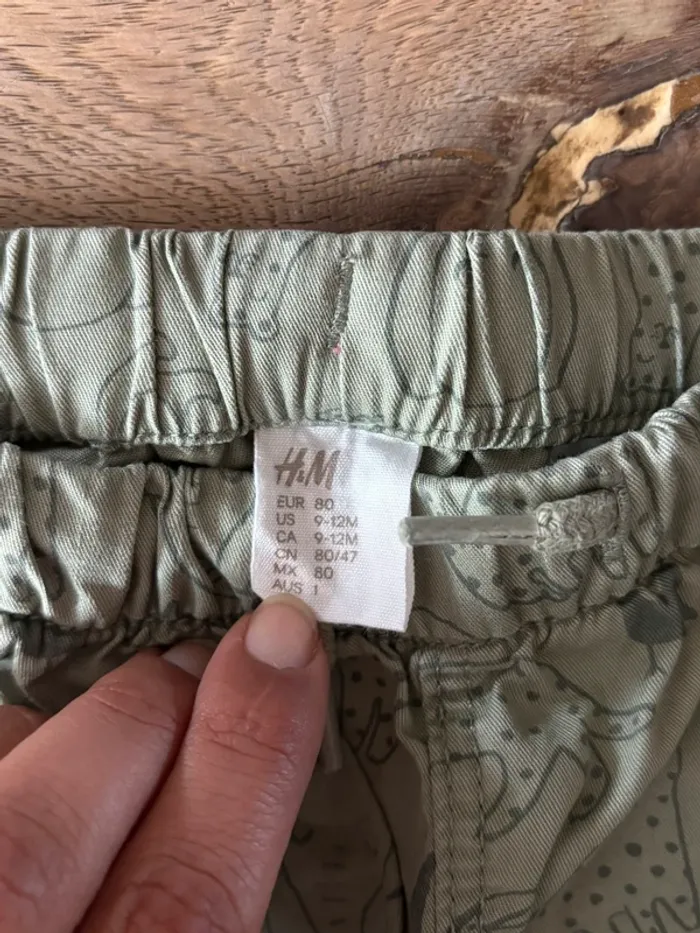 H&M
EUR 80
US 9-12M
CA 9-12M
CN 80/47
MX 80
AUS 1